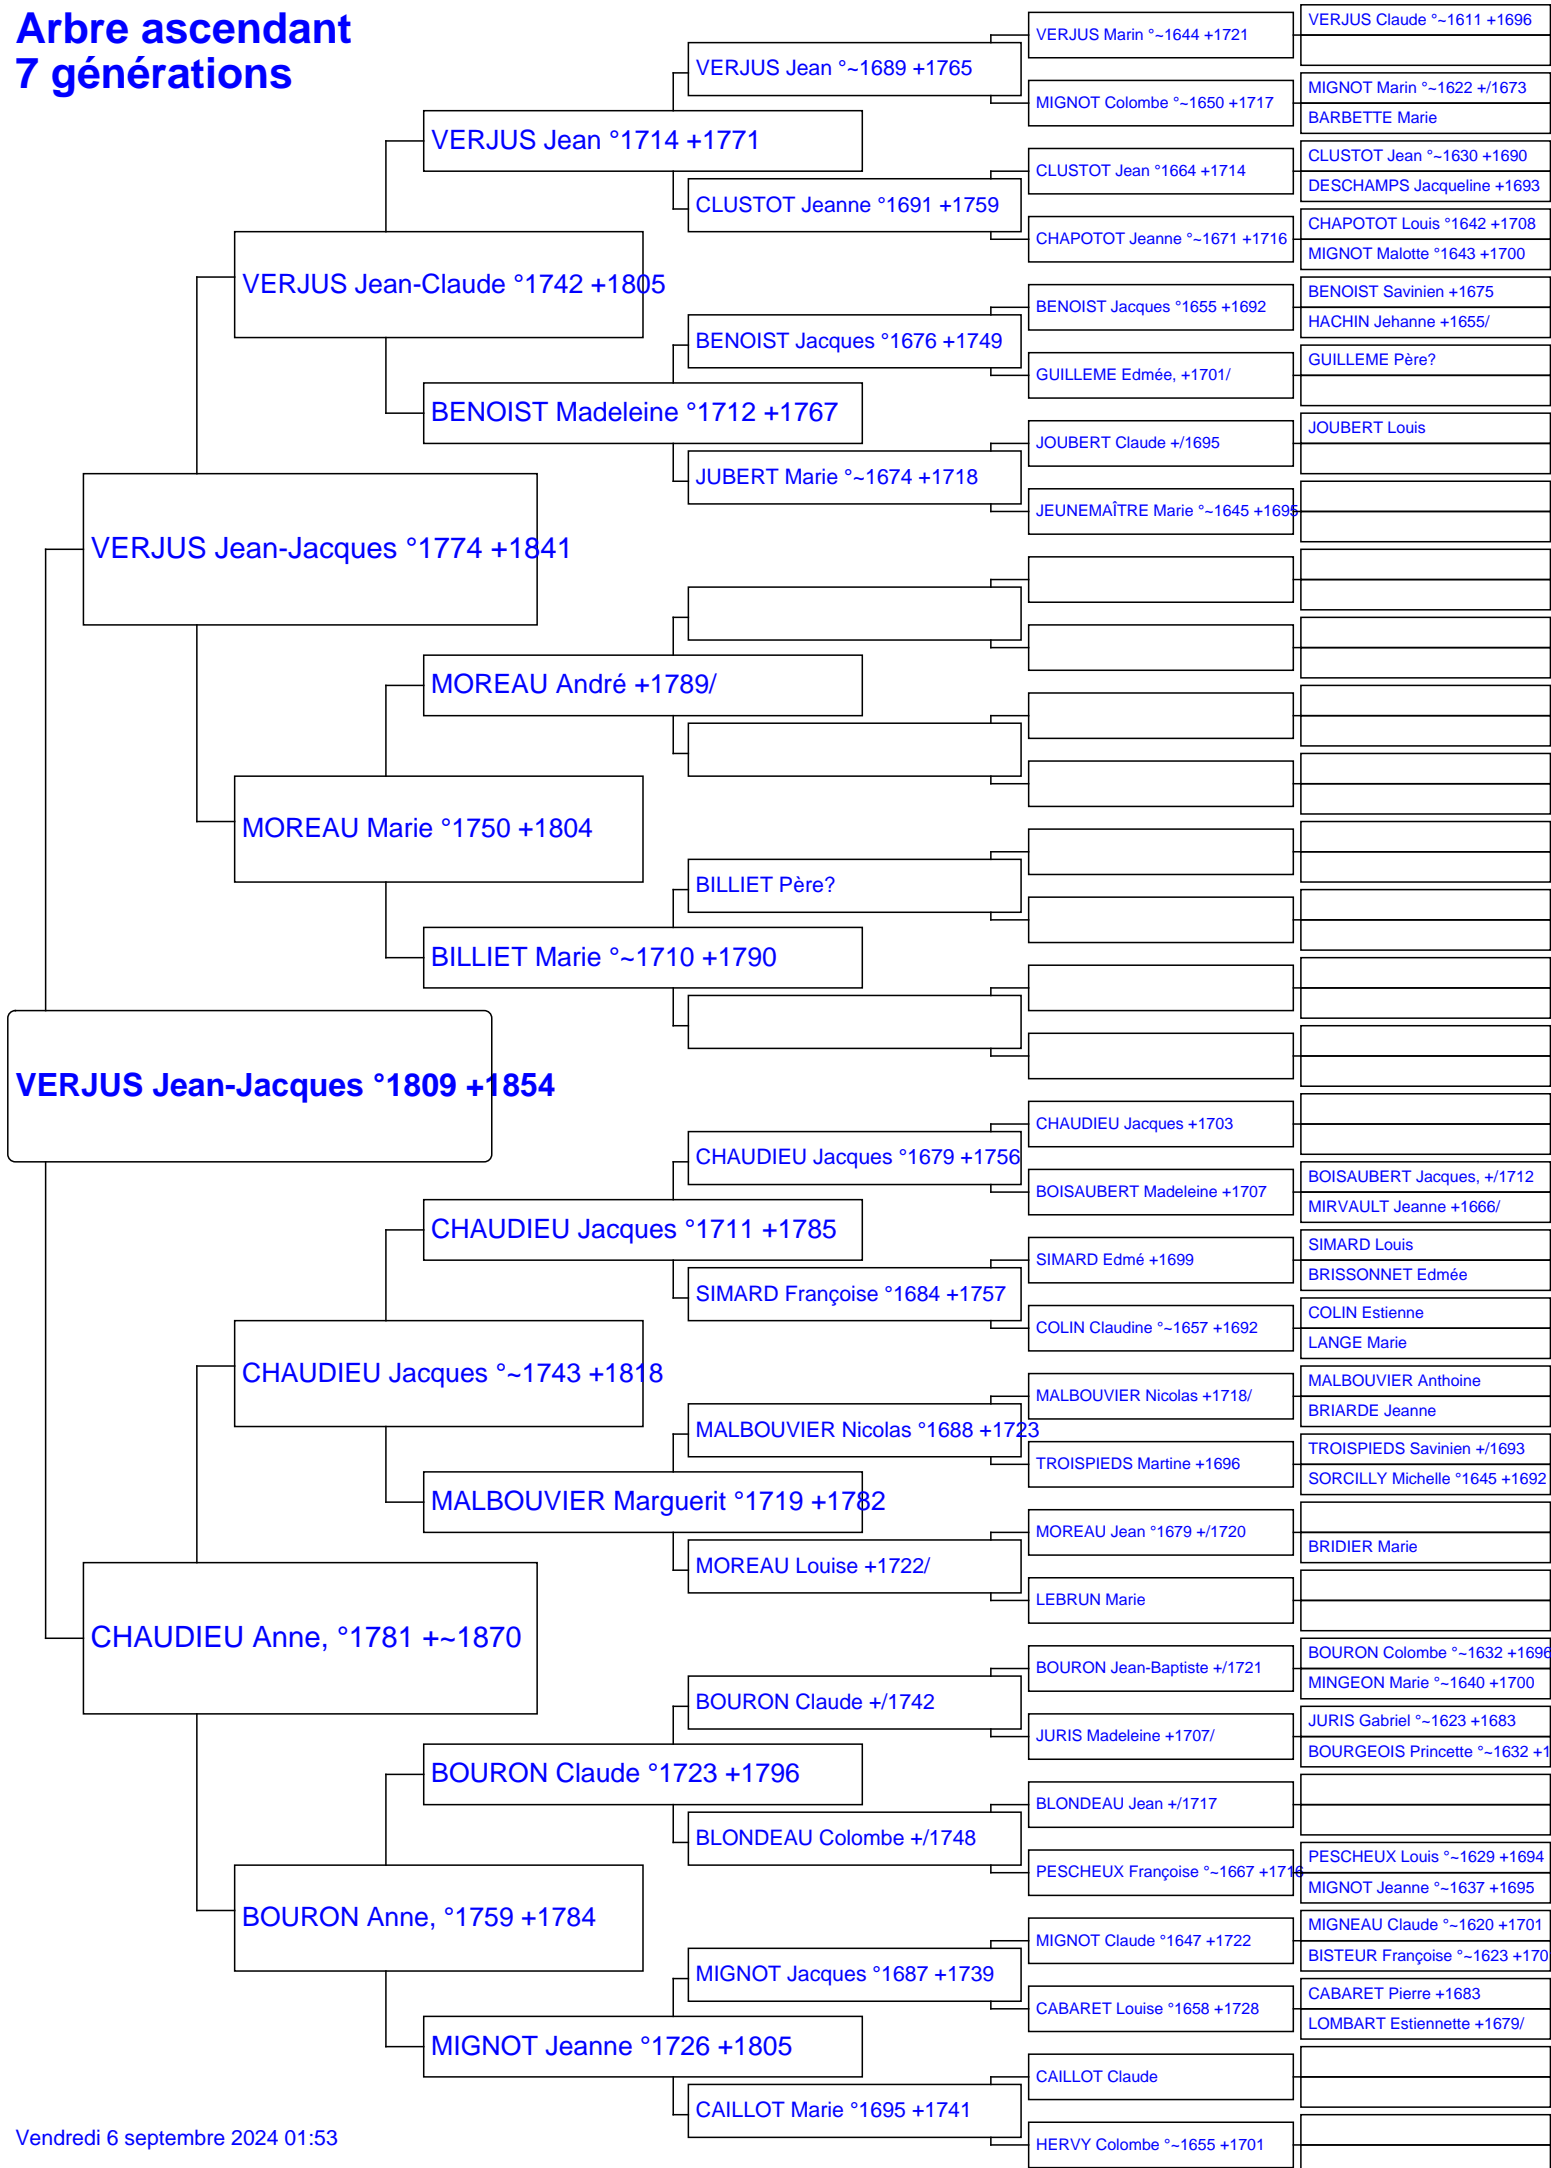 Arbre ascendant
7 générations
VERJUS Jean-Jacques °1809 +1854
VERJUS Jean-Jacques °1774 +1841
CHAUDIEU Anne, °1781 +~1870
VERJUS Jean-Claude °1742 +1805
MOREAU Marie °1750 +1804
CHAUDIEU Jacques °~1743 +1818
BOURON Anne, °1759 +1784
VERJUS Jean °1714 +1771
BENOIST Madeleine °1712 +1767
MOREAU André +1789/
BILLIET Marie °~1710 +1790
CHAUDIEU Jacques °1711 +1785
MALBOUVIER Marguerit °1719 +1782
BOURON Claude °1723 +1796
MIGNOT Jeanne °1726 +1805
VERJUS Jean °~1689 +1765
CLUSTOT Jeanne °1691 +1759
BENOIST Jacques °1676 +1749
JUBERT Marie °~1674 +1718
BILLIET Père?
CHAUDIEU Jacques °1679 +1756
SIMARD Françoise °1684 +1757
MALBOUVIER Nicolas °1688 +1723
MOREAU Louise +1722/
BOURON Claude +/1742
BLONDEAU Colombe +/1748
MIGNOT Jacques °1687 +1739
CAILLOT Marie °1695 +1741
VERJUS Marin °~1644 +1721
MIGNOT Colombe °~1650 +1717
CLUSTOT Jean °1664 +1714
CHAPOTOT Jeanne °~1671 +1716
BENOIST Jacques °1655 +1692
GUILLEME Edmée, +1701/
JOUBERT Claude +/1695
JEUNEMAÎTRE Marie °~1645 +1695
CHAUDIEU Jacques +1703
BOISAUBERT Madeleine +1707
SIMARD Edmé +1699
COLIN Claudine °~1657 +1692
MALBOUVIER Nicolas +1718/
TROISPIEDS Martine +1696
MOREAU Jean °1679 +/1720
LEBRUN Marie
BOURON Jean-Baptiste +/1721
JURIS Madeleine +1707/
BLONDEAU Jean +/1717
PESCHEUX Françoise °~1667 +1716
MIGNOT Claude °1647 +1722
CABARET Louise °1658 +1728
CAILLOT Claude
HERVY Colombe °~1655 +1701
VERJUS Claude °~1611 +1696
MIGNOT Marin °~1622 +/1673
BARBETTE Marie
CLUSTOT Jean °~1630 +1690
DESCHAMPS Jacqueline +1693
CHAPOTOT Louis °1642 +1708
MIGNOT Malotte °1643 +1700
BENOIST Savinien +1675
HACHIN Jehanne +1655/
GUILLEME Père?
JOUBERT Louis
BOISAUBERT Jacques, +/1712
MIRVAULT Jeanne +1666/
SIMARD Louis
BRISSONNET Edmée
COLIN Estienne
LANGE Marie
MALBOUVIER Anthoine
BRIARDE Jeanne
TROISPIEDS Savinien +/1693
SORCILLY Michelle °1645 +1692
BRIDIER Marie
BOURON Colombe °~1632 +1696
MINGEON Marie °~1640 +1700
JURIS Gabriel °~1623 +1683
BOURGEOIS Princette °~1632 +1
PESCHEUX Louis °~1629 +1694
MIGNOT Jeanne °~1637 +1695
MIGNEAU Claude °~1620 +1701
BISTEUR Françoise °~1623 +170
CABARET Pierre +1683
LOMBART Estiennette +1679/
Vendredi 6 septembre 2024 01:53